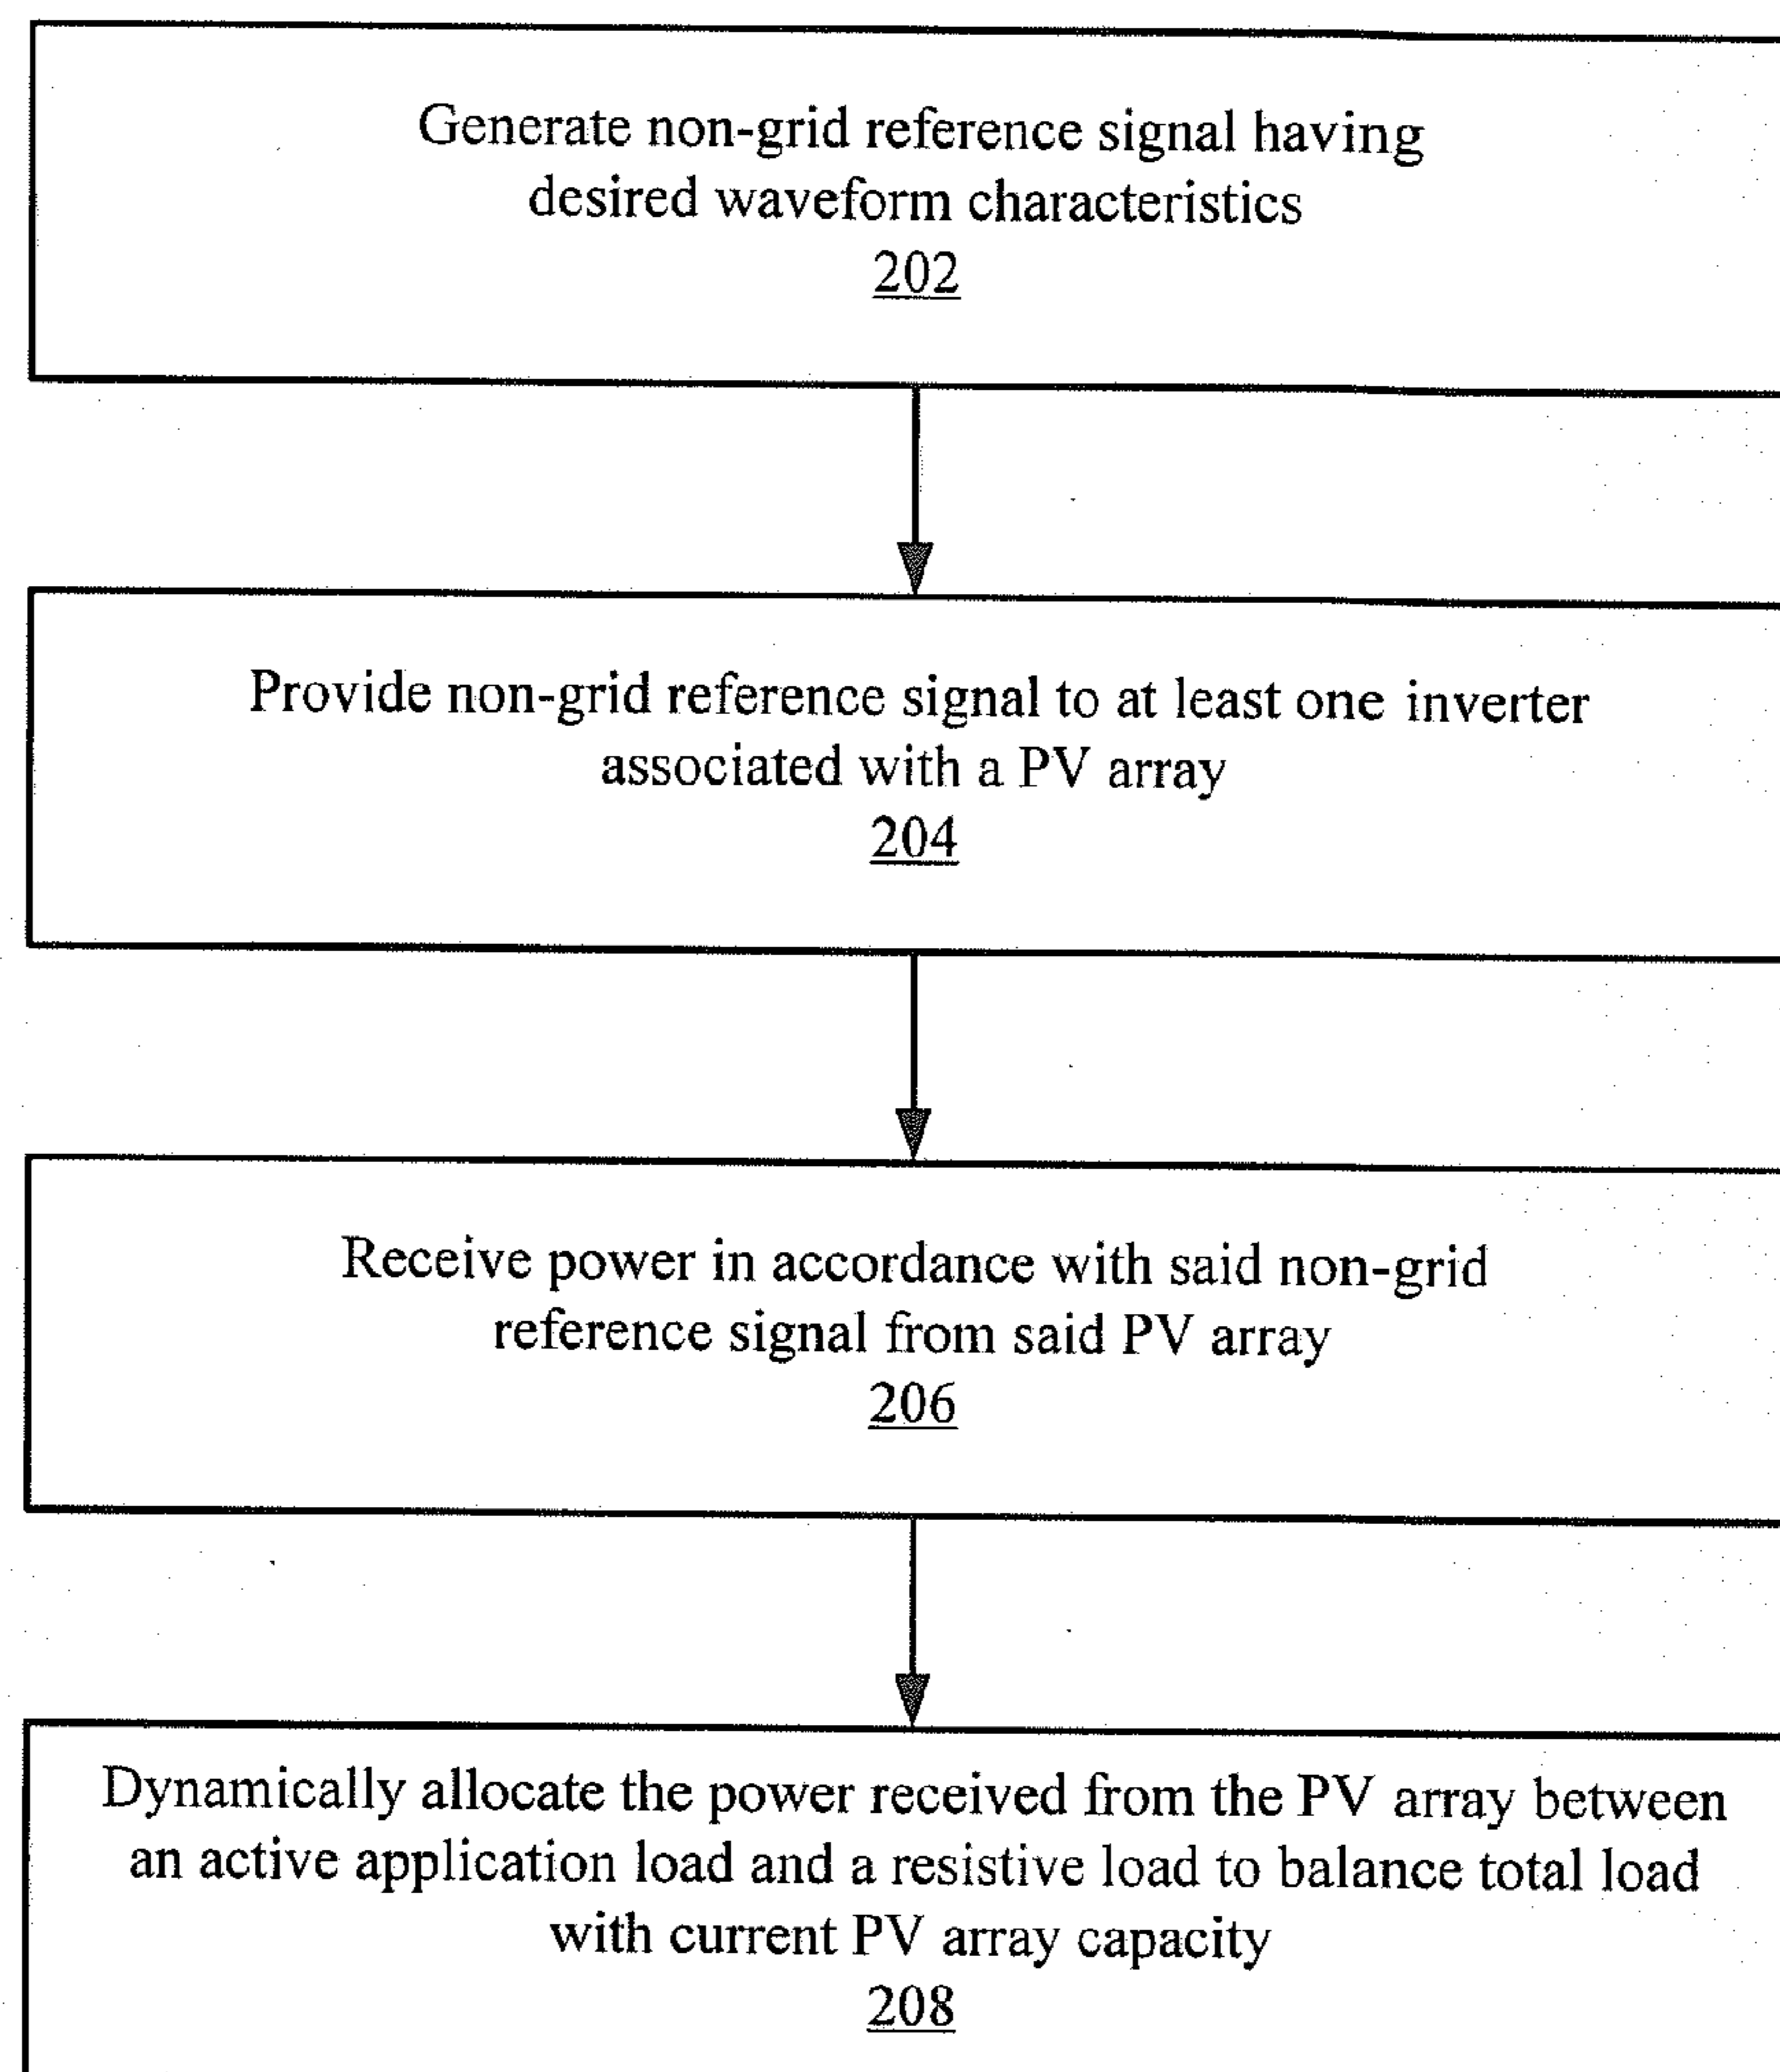 Generate non-grid reference signal having
desired waveform characteristics
202
Provide non-grid reference signal to at least one inverter
associated with a PV array
204
Receive power in accordance with said non-grid
reference signal from said PV array
206
Dynamically allocate the power received from the PV array between
an active application load and a resistive load to balance total load
with current PV array capacity
208